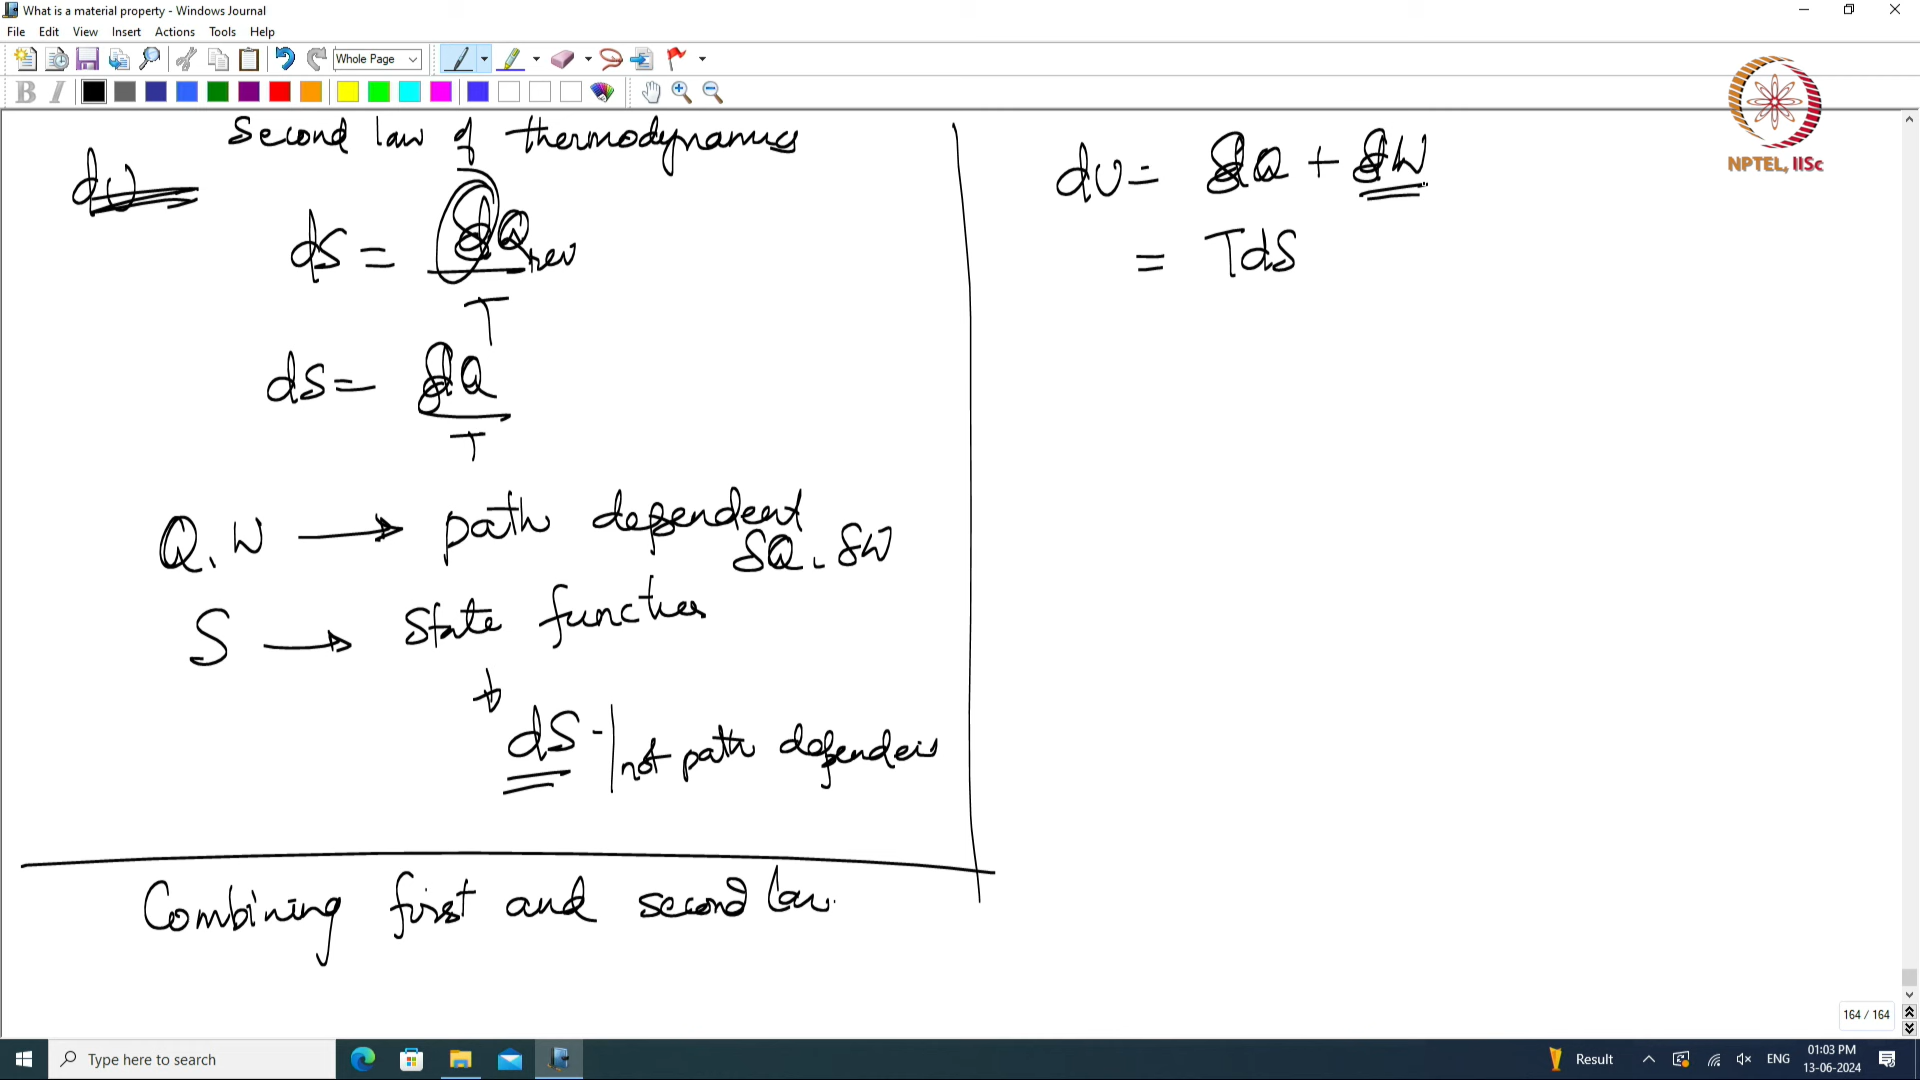 What is a material property - Windows Journal
File Edit View Insert Actions Tools Help
Whole Page
B I
NPTEL, IISc
Second law of thermodynamics
dU
dS = δQrev
T
dS = δQ
T
Q, W → path dependent
δQ, δW
S → State function
dS - not path dependent
Combining first and second law.
dU = δQ + δW
= TdS
164 / 164
Type here to search
Result
ENG
01:03 PM
13-06-2024